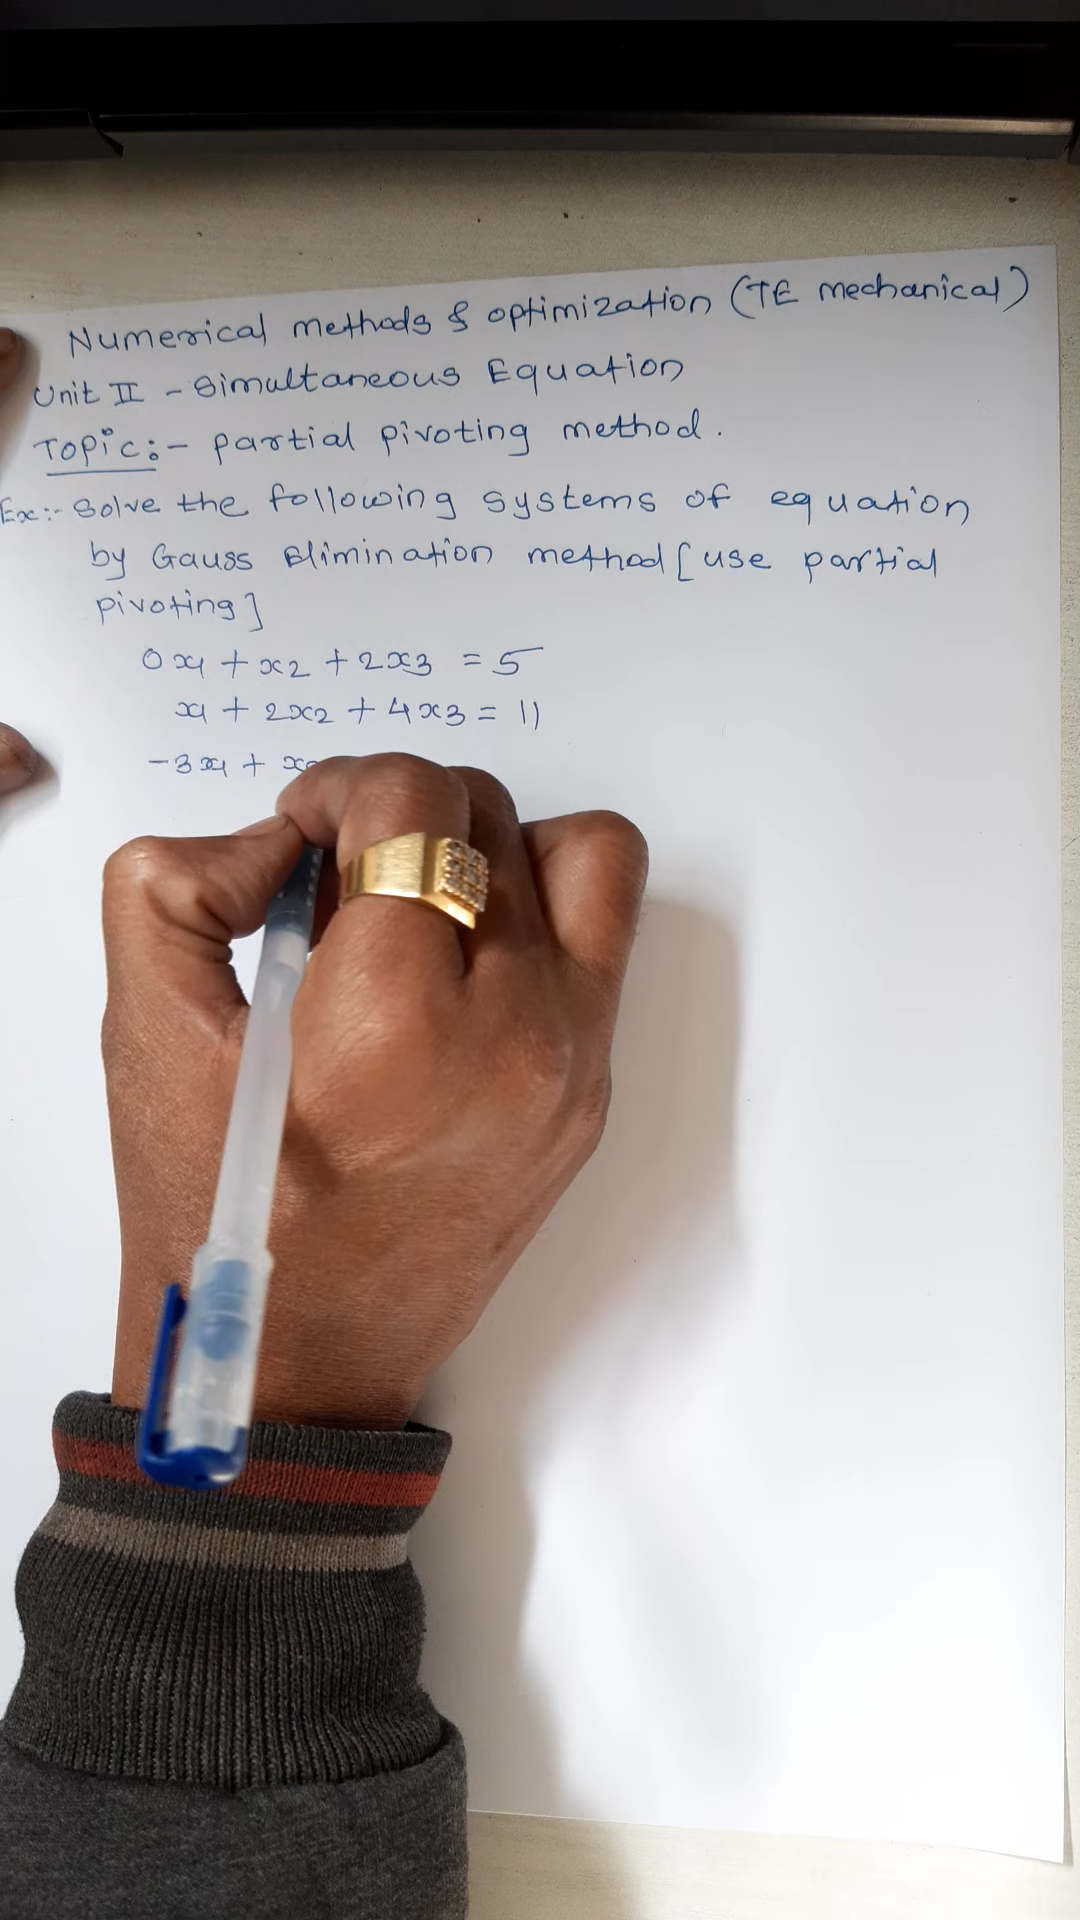 Numerical methods & optimization (TE mechanical)
Unit II - Simultaneous Equation
Topic:- partial pivoting method.
Ex:- Solve the following systems of equation
by Gauss Elimination method [use partial
pivoting]
0x1 + x2 + 2x3 = 5
x1 + 2x2 + 4x3 = 11
-3x1 + x